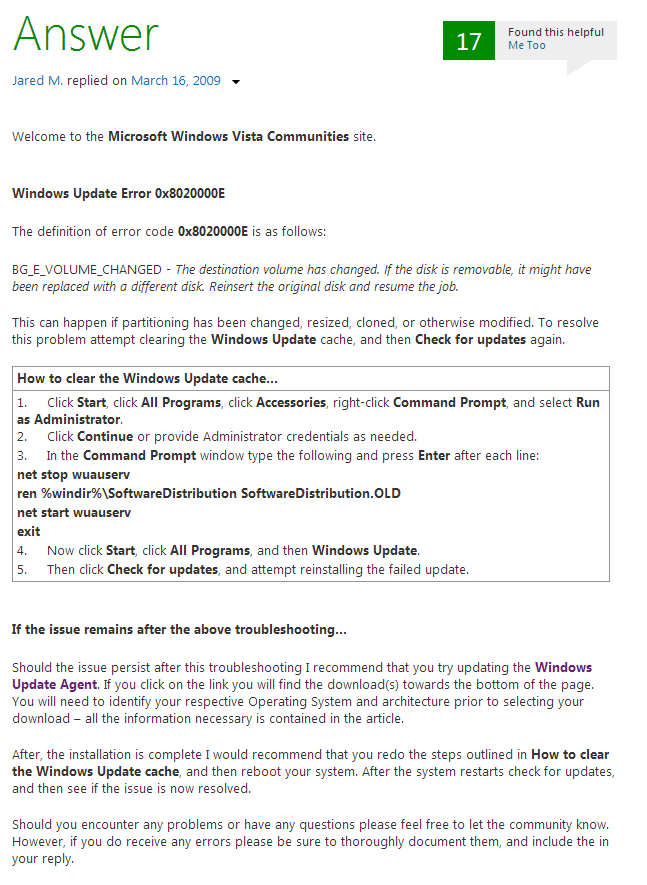 Answer
17
Found this helpful
Me Too
Jared M. replied on March 16, 2009
Welcome to the Microsoft Windows Vista Communities site.
Windows Update Error 0x8020000E
The definition of error code 0x8020000E is as follows:
BG_E_VOLUME_CHANGED - The destination volume has changed. If the disk is removable, it might have
been replaced with a different disk. Reinsert the original disk and resume the job.
This can happen if partitioning has been changed, resized, cloned, or otherwise modified. To resolve
this problem attempt clearing the Windows Update cache, and then Check for updates again.
How to clear the Windows Update cache...
1. Click Start, click All Programs, click Accessories, right-click Command Prompt, and select Run
as Administrator.
2. Click Continue or provide Administrator credentials as needed.
3. In the Command Prompt window type the following and press Enter after each line:
net stop wuauserv
ren %windir%\SoftwareDistribution SoftwareDistribution.OLD
net start wuauserv
exit
4. Now click Start, click All Programs, and then Windows Update.
5. Then click Check for updates, and attempt reinstalling the failed update.
If the issue remains after the above troubleshooting...
Should the issue persist after this troubleshooting I recommend that you try updating the Windows
Update Agent. If you click on the link you will find the download(s) towards the bottom of the page.
You will need to identify your respective Operating System and architecture prior to selecting your
download – all the information necessary is contained in the article.
After, the installation is complete I would recommend that you redo the steps outlined in How to clear
the Windows Update cache, and then reboot your system. After the system restarts check for updates,
and then see if the issue is now resolved.
Should you encounter any problems or have any questions please feel free to let the community know.
However, if you do receive any errors please be sure to thoroughly document them, and include the in
your reply.